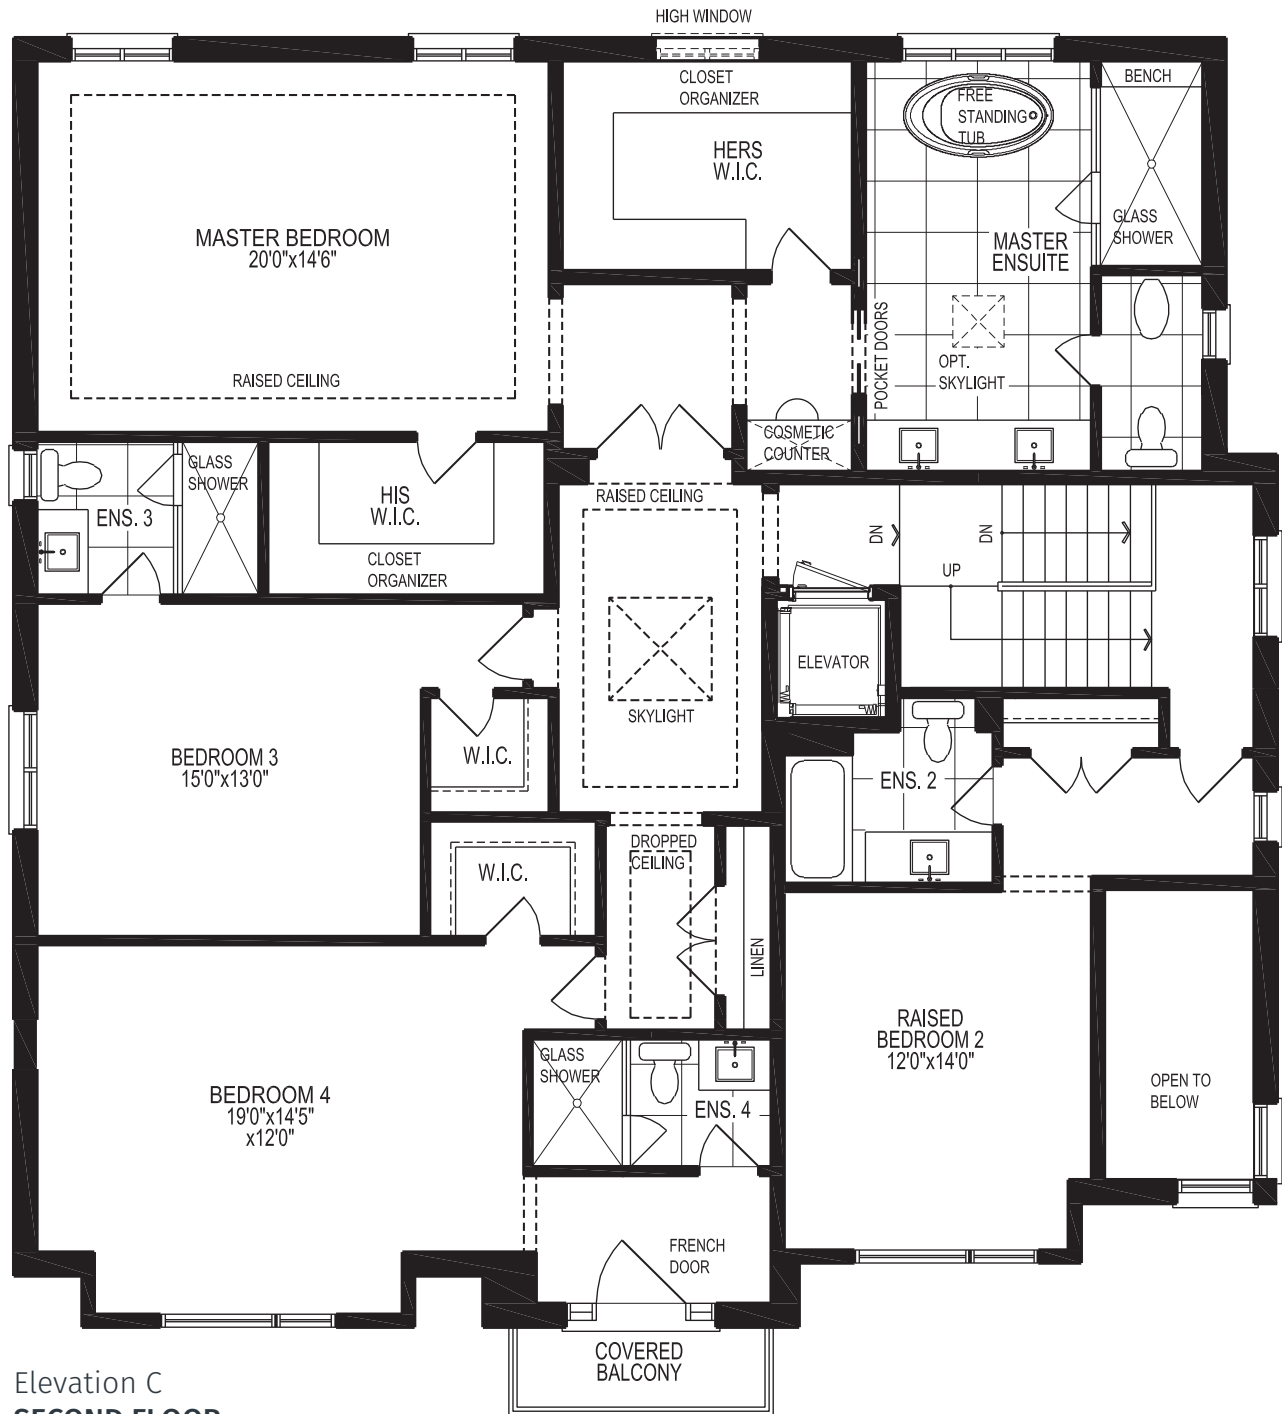 HIGH WINDOW
CLOSET
ORGANIZER
BENCH
FREE
STANDING
TUB
HERS
W.I.C.
GLASS
SHOWER
MASTER BEDROOM
20'0"x14'6"
MASTER
ENSUITE
POCKET DOORS
OPT.
SKYLIGHT
RAISED CEILING
COSMETIC
COUNTER
GLASS
SHOWER
ENS. 3
HIS
W.I.C.
CLOSET
ORGANIZER
RAISED CEILING
DN
DN
UP
ELEVATOR
SKYLIGHT
BEDROOM 3
15'0"x13'0"
W.I.C.
ENS. 2
W.I.C.
DROPPED
CEILING
LINEN
RAISED
BEDROOM 2
12'0"x14'0"
OPEN TO
BELOW
GLASS
SHOWER
ENS. 4
BEDROOM 4
19'0"x14'5"
x12'0"
FRENCH
DOOR
COVERED
BALCONY
Elevation C
SECOND FLOOR